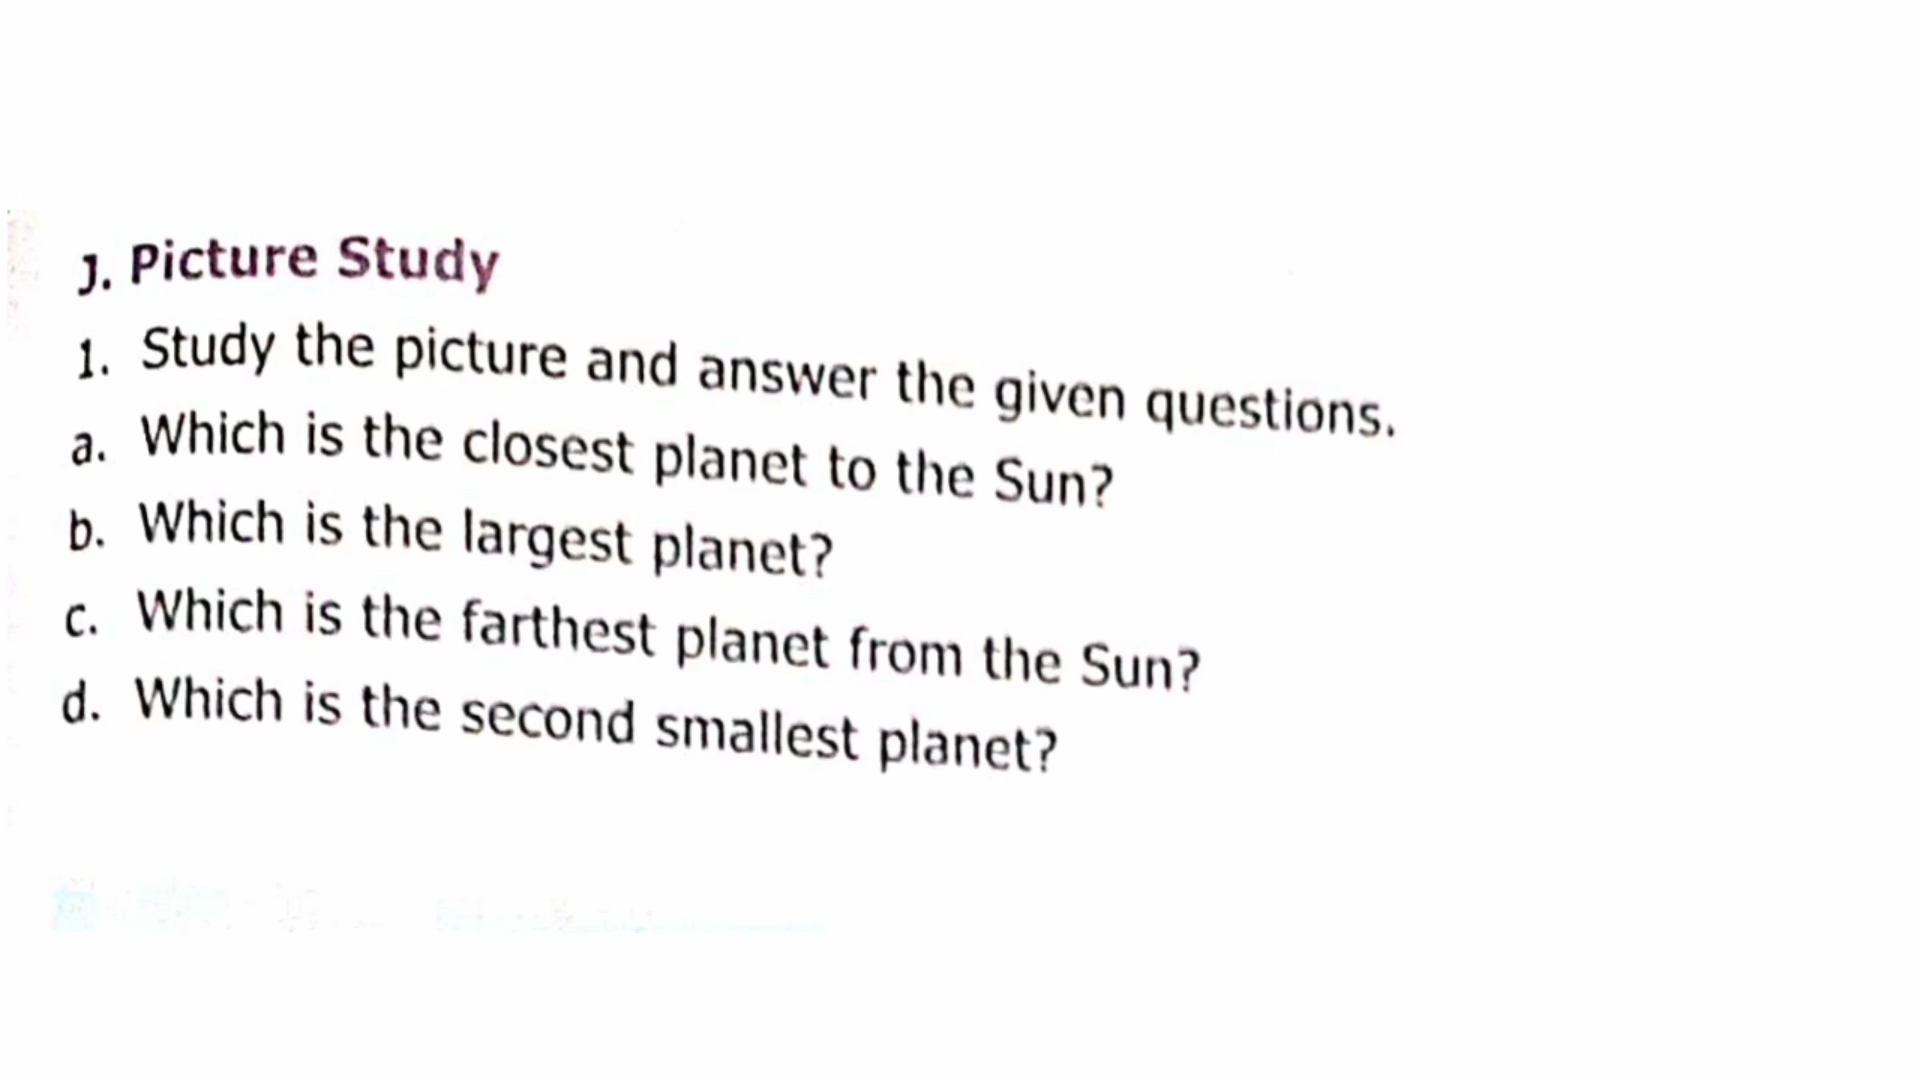 J. Picture Study
1. Study the picture and answer the given questions.
a. Which is the closest planet to the Sun?
b. Which is the largest planet?
c. Which is the farthest planet from the Sun?
d. Which is the second smallest planet?